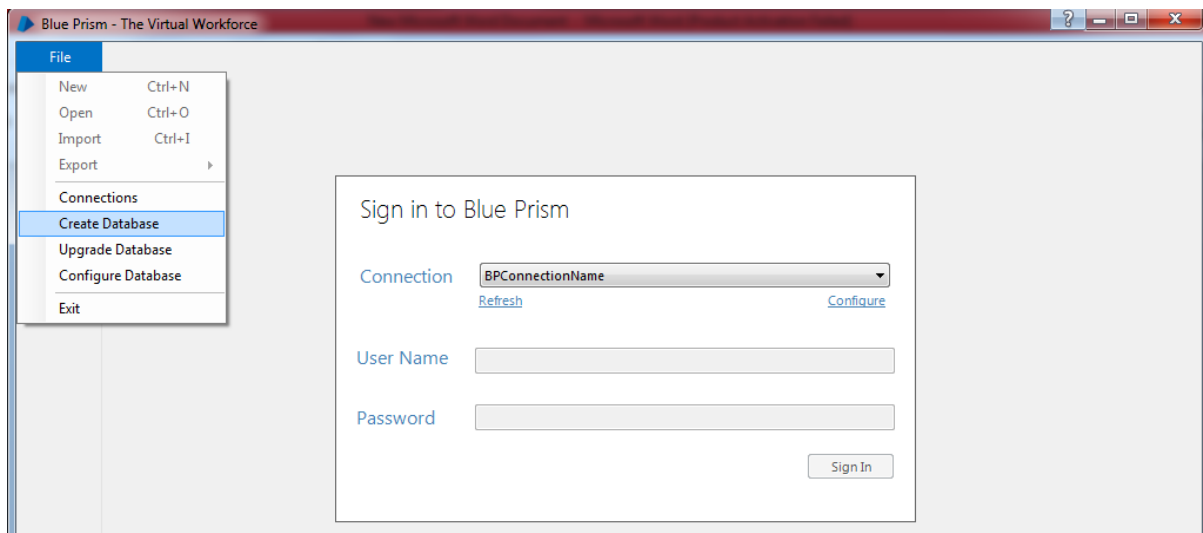 Blue Prism - The Virtual Workforce
File
New Ctrl+N
Open Ctrl+O
Import Ctrl+I
Export
Connections
Create Database
Upgrade Database
Configure Database
Exit
Sign in to Blue Prism
Connection BPConnectionName
Refresh Configure
User Name
Password
Sign In